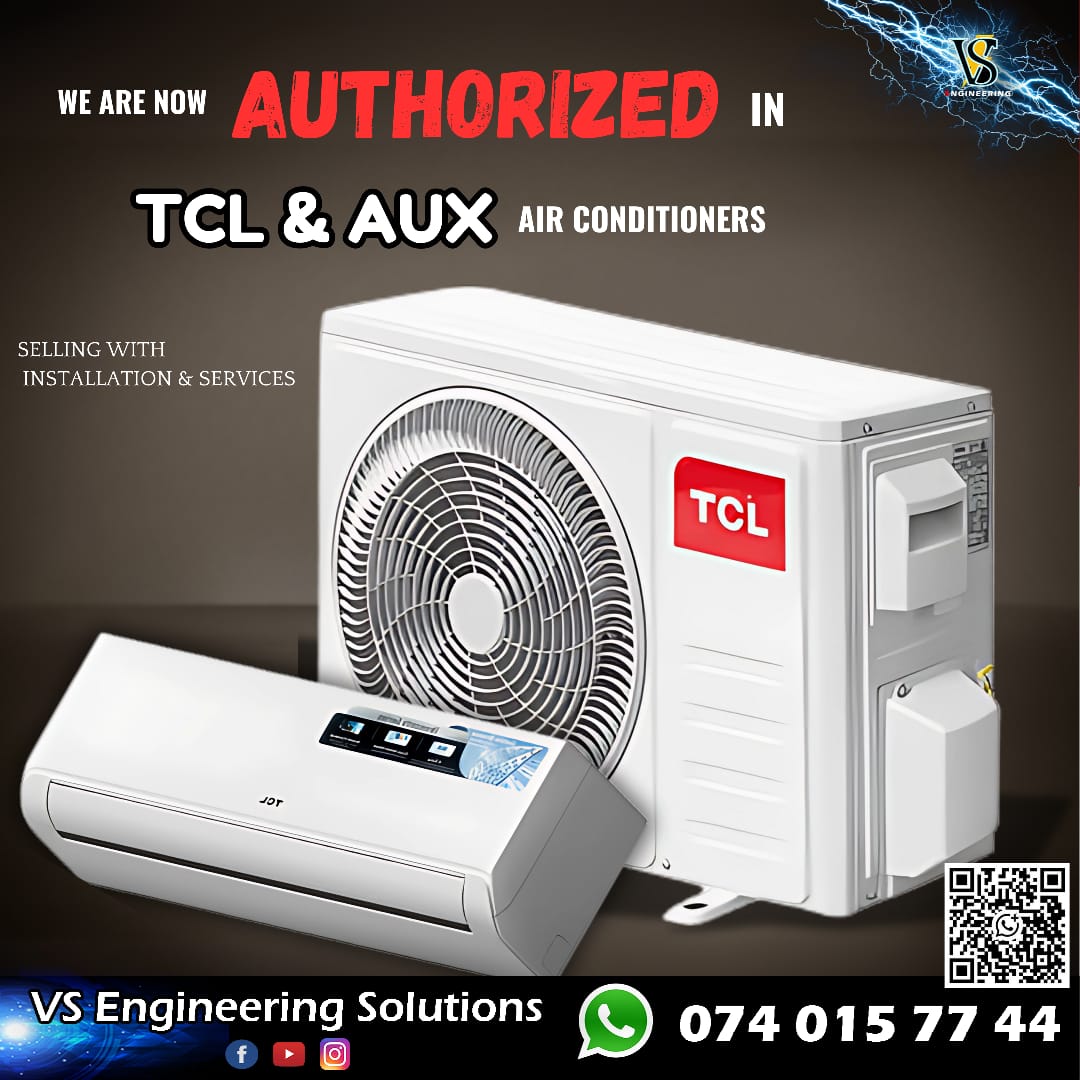 VS
ENGINEERING
WE ARE NOW AUTHORIZED IN
TCL & AUX AIR CONDITIONERS
SELLING WITH
INSTALLATION & SERVICES
TCL
TCL
VS Engineering Solutions
074 015 77 44